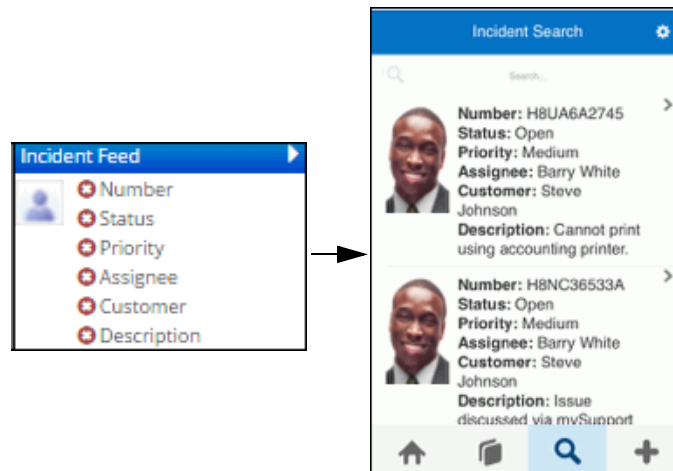 Incident Feed
Number
Status
Priority
Assignee
Customer
Description
Incident Search
Search...
Number: H8UA6A2745
Status: Open
Priority: Medium
Assignee: Barry White
Customer: Steve
Johnson
Description: Cannot print
using accounting printer.
Number: H8NC36533A
Status: Open
Priority: Medium
Assignee: Barry White
Customer: Steve
Johnson
Description: Issue
discussed via mySupport